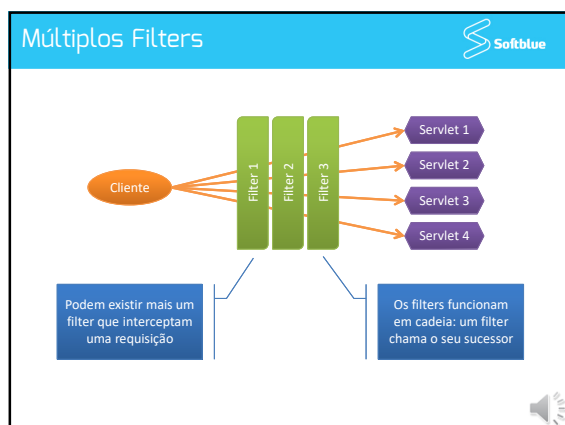 Múltiplos Filters
Softblue
Cliente
Filter 1
Filter 2
Filter 3
Servlet 1
Servlet 2
Servlet 3
Servlet 4
Podem existir mais um
filter que interceptam
uma requisição
Os filters funcionam
em cadeia: um filter
chama o seu sucessor